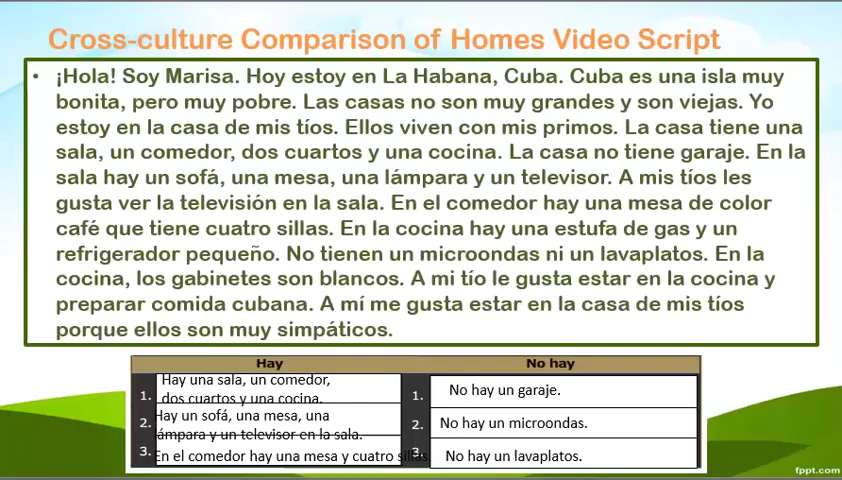 Cross-culture Comparison of Homes Video Script
• ¡Hola! Soy Marisa. Hoy estoy en La Habana, Cuba. Cuba es una isla muy
bonita, pero muy pobre. Las casas no son muy grandes y son viejas. Yo
estoy en la casa de mis tíos. Ellos viven con mis primos. La casa tiene una
sala, un comedor, dos cuartos y una cocina. La casa no tiene garaje. En la
sala hay un sofá, una mesa, una lámpara y un televisor. A mis tíos les
gusta ver la televisión en la sala. En el comedor hay una mesa de color
café que tiene cuatro sillas. En la cocina hay una estufa de gas y un
refrigerador pequeño. No tienen un microondas ni un lavaplatos. En la
cocina, los gabinetes son blancos. A mi tío le gusta estar en la cocina y
preparar comida cubana. A mí me gusta estar en la casa de mis tíos
porque ellos son muy simpáticos.
Hay
1. Hay una sala, un comedor,
dos cuartos y una cocina.
2. Hay un sofá, una mesa, una
lámpara y un televisor en la sala.
3. En el comedor hay una mesa y cuatro sillas.
No hay
1. No hay un garaje.
2. No hay un microondas.
3. No hay un lavaplatos.
fppt.com